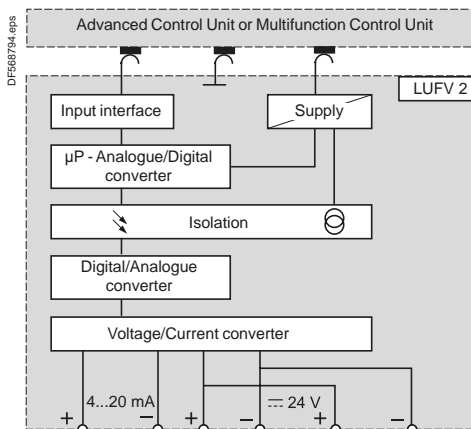 Advanced Control Unit or Multifunction Control Unit
DF568794.eps
LUFV 2
Input interface
Supply
µP - Analogue/Digital
converter
Isolation
Digital/Analogue
converter
Voltage/Current converter
4...20 mA
24 V
+ – + – + –